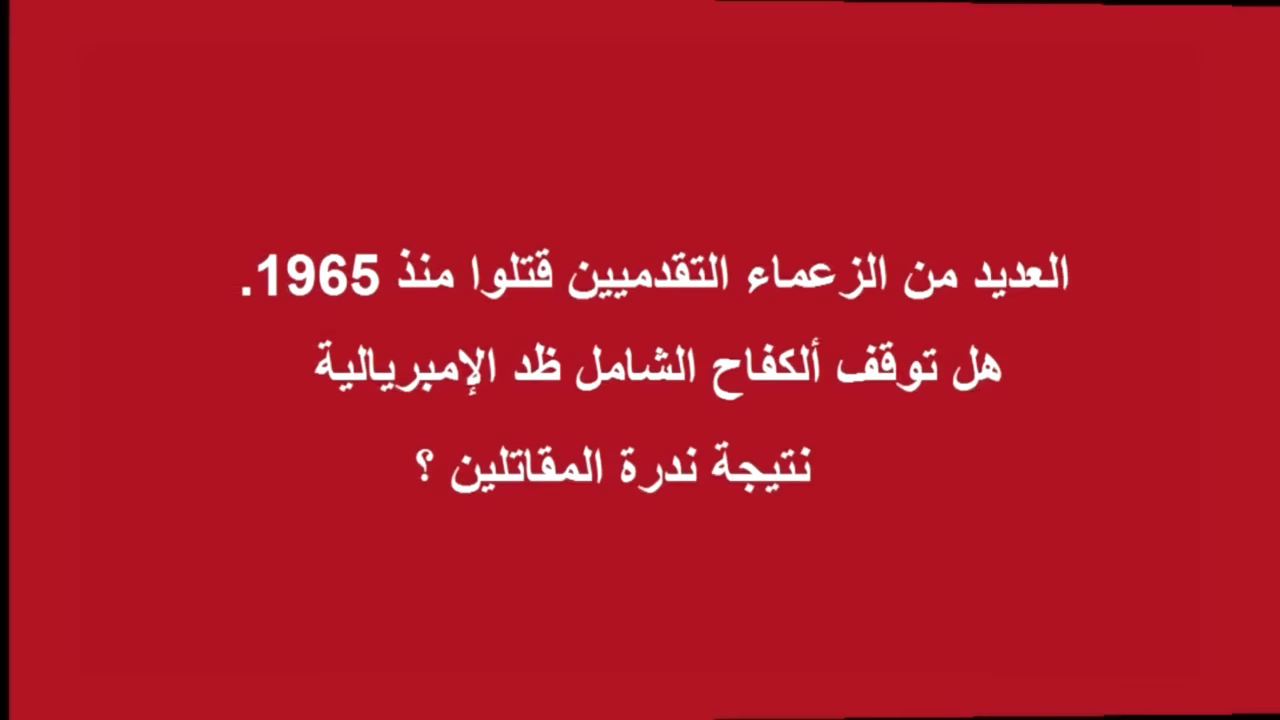 العديد من الزعماء التقدميين قتلوا منذ 1965.
هل توقف ألكفاح الشامل ظد الإمبريالية
نتيجة ندرة المقاتلين ؟